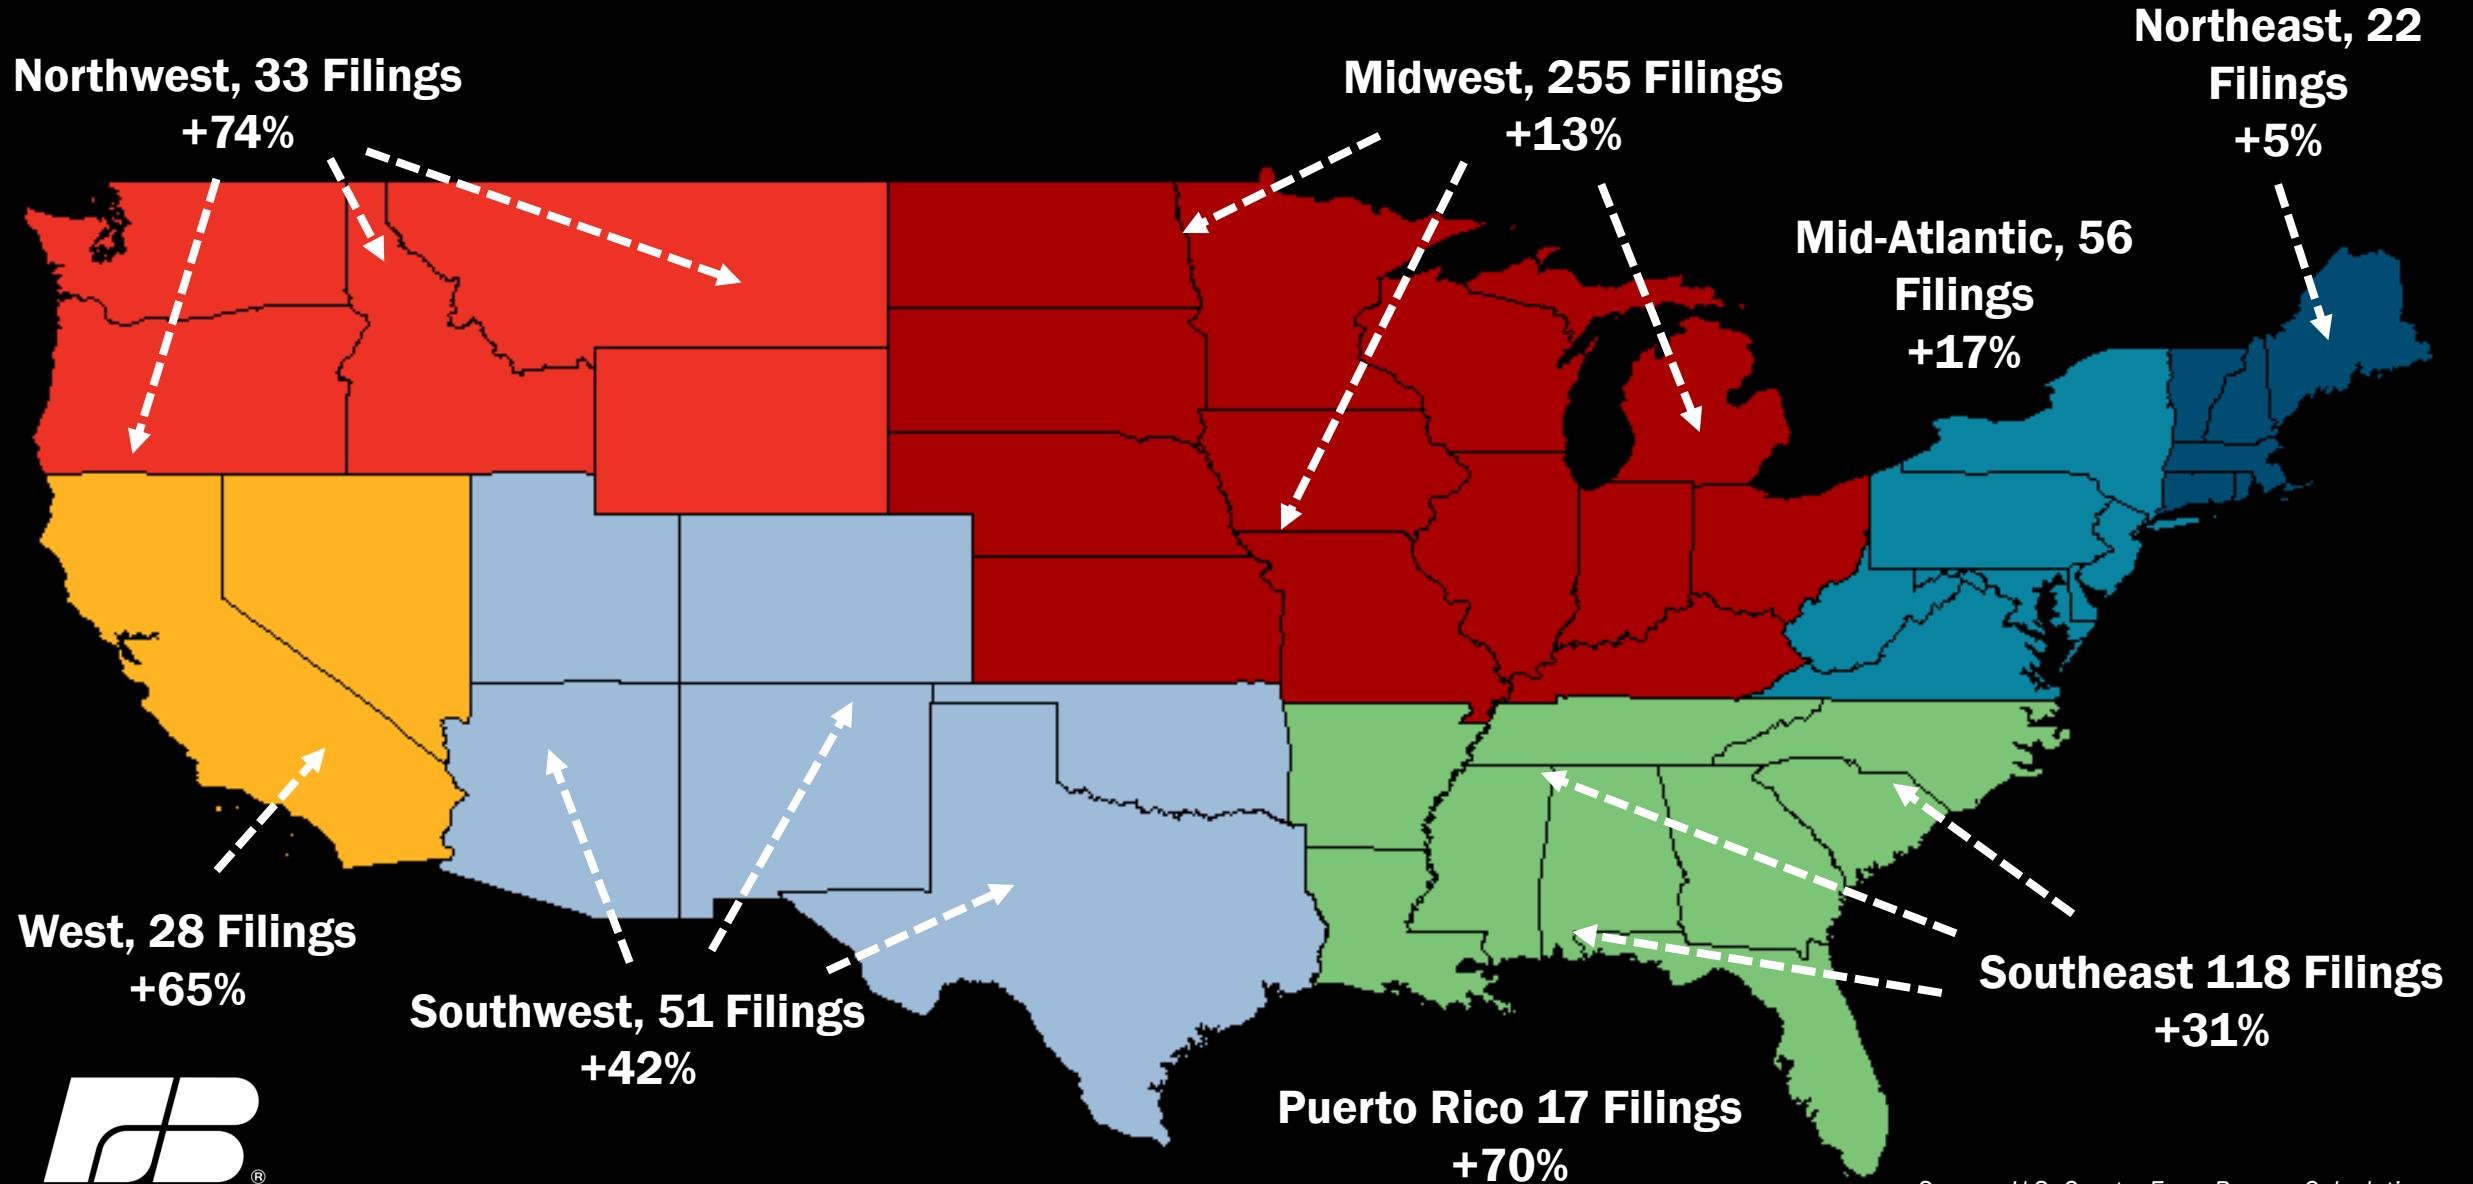 Northwest, 33 Filings
+74%
Midwest, 255 Filings
+13%
Northeast, 22
Filings
+5%
Mid-Atlantic, 56
Filings
+17%
West, 28 Filings
+65%
Southwest, 51 Filings
+42%
Southeast 118 Filings
+31%
Puerto Rico 17 Filings
+70%
FB
®